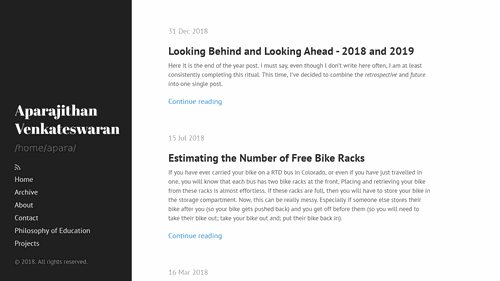 Aparajithan
Venkateswaran
/home/apara/
Home
Archive
About
Contact
Philosophy of Education
Projects
© 2018. All rights reserved.
31 Dec 2018
Looking Behind and Looking Ahead - 2018 and 2019
Here it is the end of the year post. I must say, even though I don't write here often, I am at least
consistently completing this ritual. This time, I've decided to combine the retrospective and future
into one single post.
Continue reading
15 Jul 2018
Estimating the Number of Free Bike Racks
If you have ever carried your bike on a RTD bus in Colorado, or even if you have just travelled in
one, you will know that each bus has two bike racks at the front. Placing and retrieving your bike
from these racks is almost effortless. If these racks are full, then you will have to store your bike in
the storage compartment. Now, this can be really messy. Especially if someone else stores their
bike after you (so your bike gets pushed back) and you get off before them (so you will need to
take their bike out; take your bike out and; put their bike back in).
Continue reading
16 Mar 2018